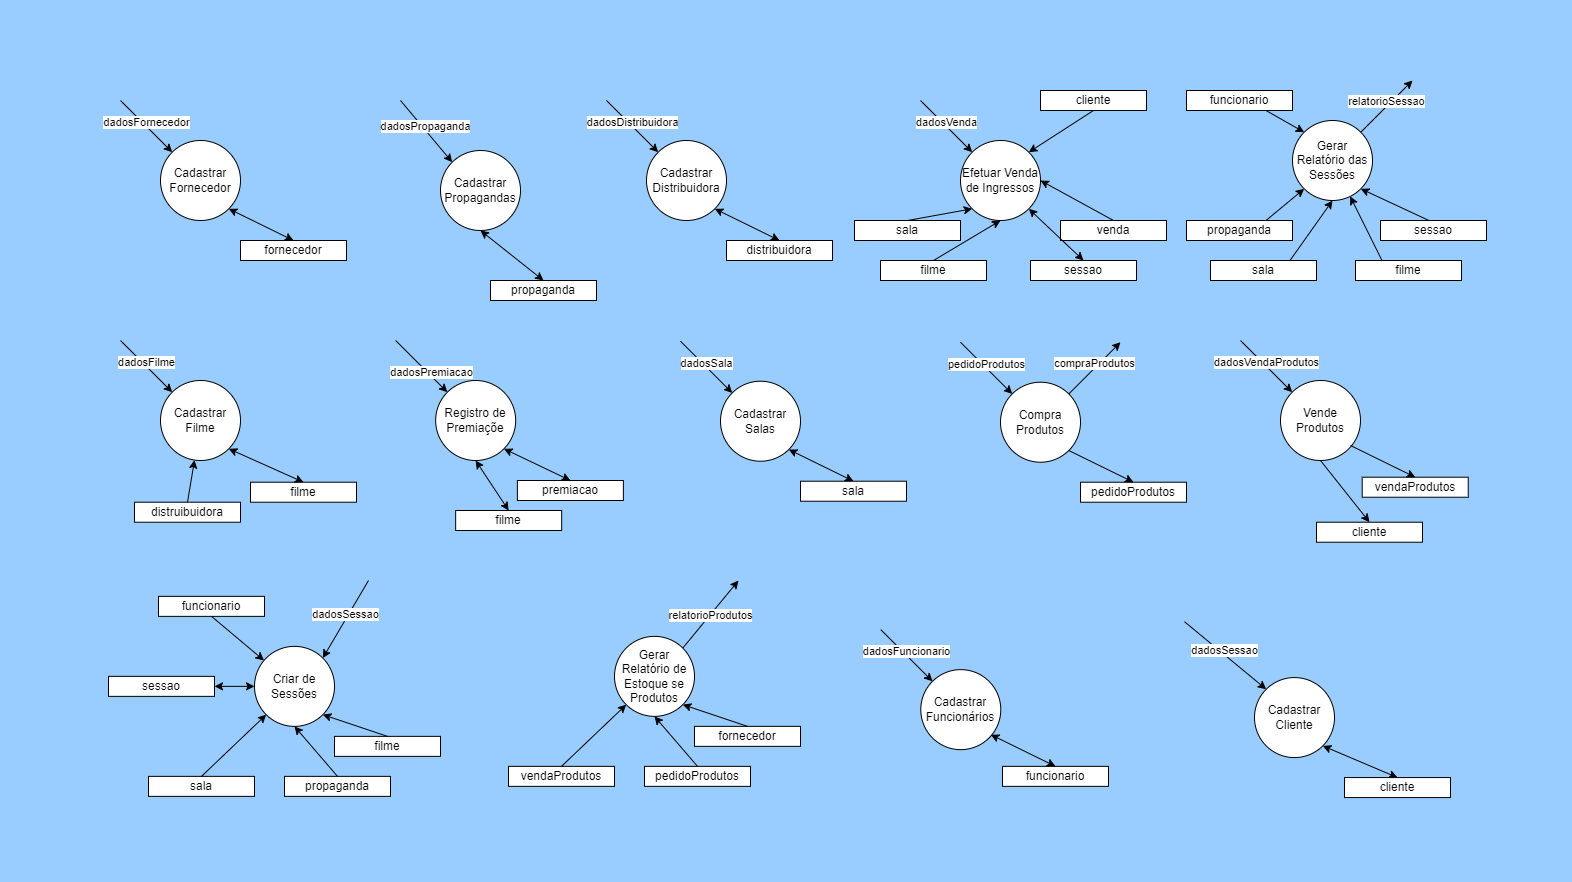 dadosFornecedor
Cadastrar
Fornecedor
fornecedor
dadosPropaganda
Cadastrar
Propagandas
propaganda
dadosDistribuidora
Cadastrar
Distribuidora
distribuidora
dadosVenda
cliente
Efetuar Venda
de Ingressos
sala
venda
filme
sessao
funcionario
relatorioSessao
Gerar
Relatório das
Sessões
propaganda
sessao
sala
filme
dadosFilme
Cadastrar
Filme
filme
distruibuidora
dadosPremiacao
Registro de
Premiaçõe
premiacao
filme
dadosSala
Cadastrar
Salas
sala
pedidoProdutos
compraProdutos
Compra
Produtos
pedidoProdutos
dadosVendaProdutos
Vende
Produtos
vendaProdutos
cliente
funcionario
dadosSessao
Criar de
Sessões
sessao
filme
sala
propaganda
relatorioProdutos
Gerar
Relatório de
Estoque se
Produtos
fornecedor
vendaProdutos
pedidoProdutos
dadosFuncionario
Cadastrar
Funcionários
funcionario
dadosSessao
Cadastrar
Cliente
cliente